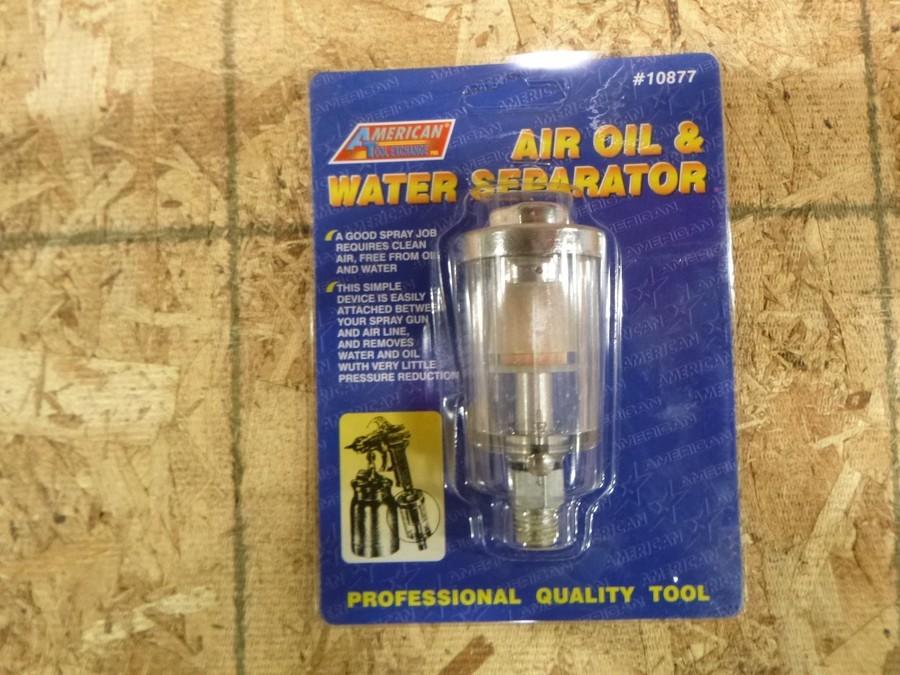 #10877
AMERICAN
AIR OIL &
WATER SEPARATOR
A GOOD SPRAY JOB
REQUIRES CLEAN
AIR, FREE FROM OIL
AND WATER
THIS SIMPLE
DEVICE IS EASILY
ATTACHED BETWE
YOUR SPRAY GUN
AND AIR LINE,
AND REMOVES
WATER AND OIL
WUTH VERY LITTLE
PRESSURE REDUCTION
PROFESSIONAL QUALITY TOOL